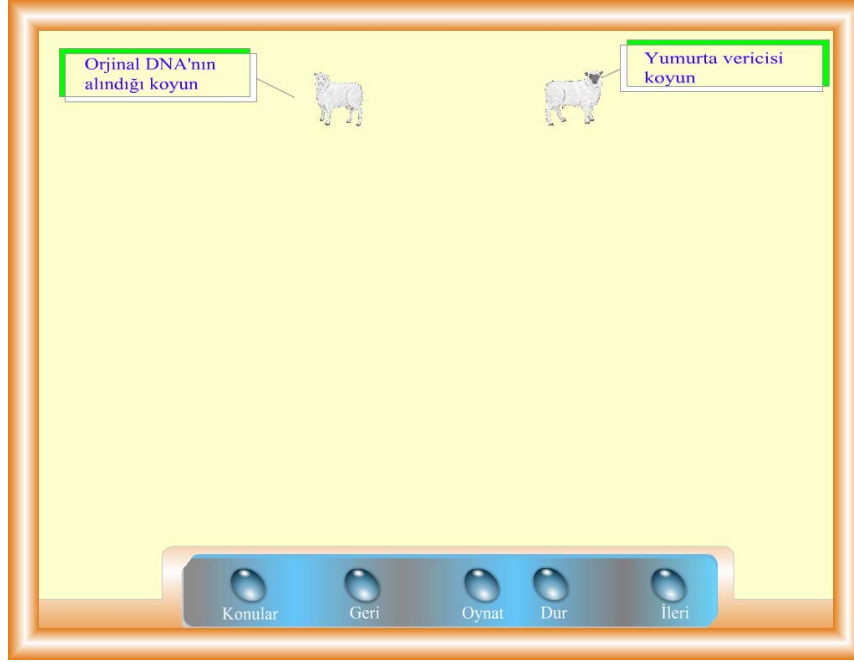 Orjinal DNA'nın
alındığı koyun
Yumurta vericisi
koyun
Konular
Geri
Oynat
Dur
İleri